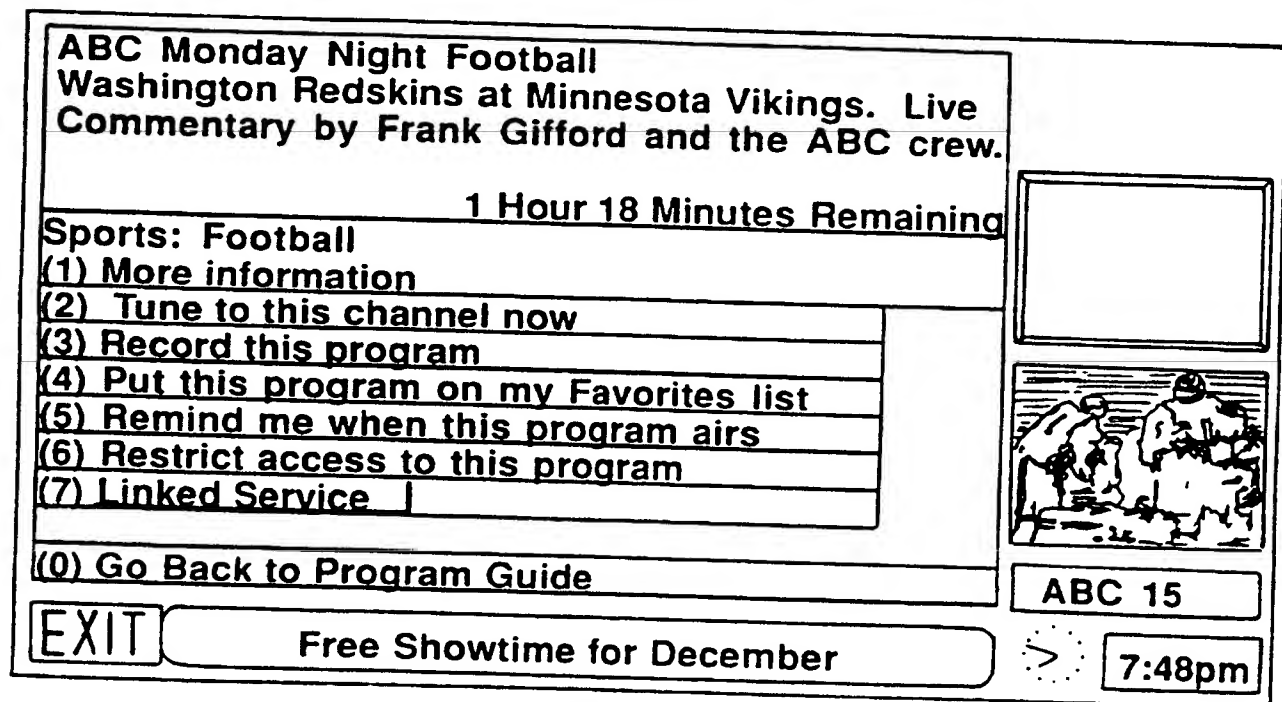 ABC Monday Night Football
Washington Redskins at Minnesota Vikings. Live
Commentary by Frank Gifford and the ABC crew.
1 Hour 18 Minutes Remaining
Sports: Football
(1) More information
(2) Tune to this channel now
(3) Record this program
(4) Put this program on my Favorites list
(5) Remind me when this program airs
(6) Restrict access to this program
(7) Linked Service
(0) Go Back to Program Guide
ABC 15
EXIT
Free Showtime for December
7:48pm